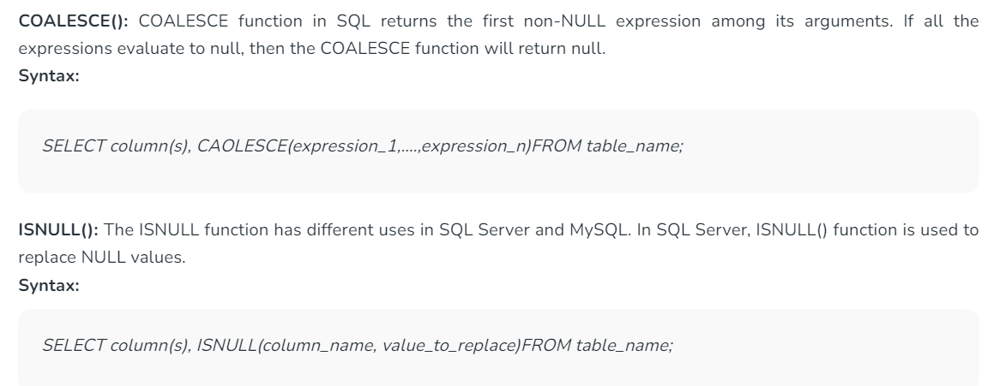 COALESCE(): COALESCE function in SQL returns the first non-NULL expression among its arguments. If all the
expressions evaluate to null, then the COALESCE function will return null.
Syntax:
SELECT column(s), CAOLESCE(expression_1,....,expression_n)FROM table_name;
ISNULL(): The ISNULL function has different uses in SQL Server and MySQL. In SQL Server, ISNULL() function is used to
replace NULL values.
Syntax:
SELECT column(s), ISNULL(column_name, value_to_replace)FROM table_name;